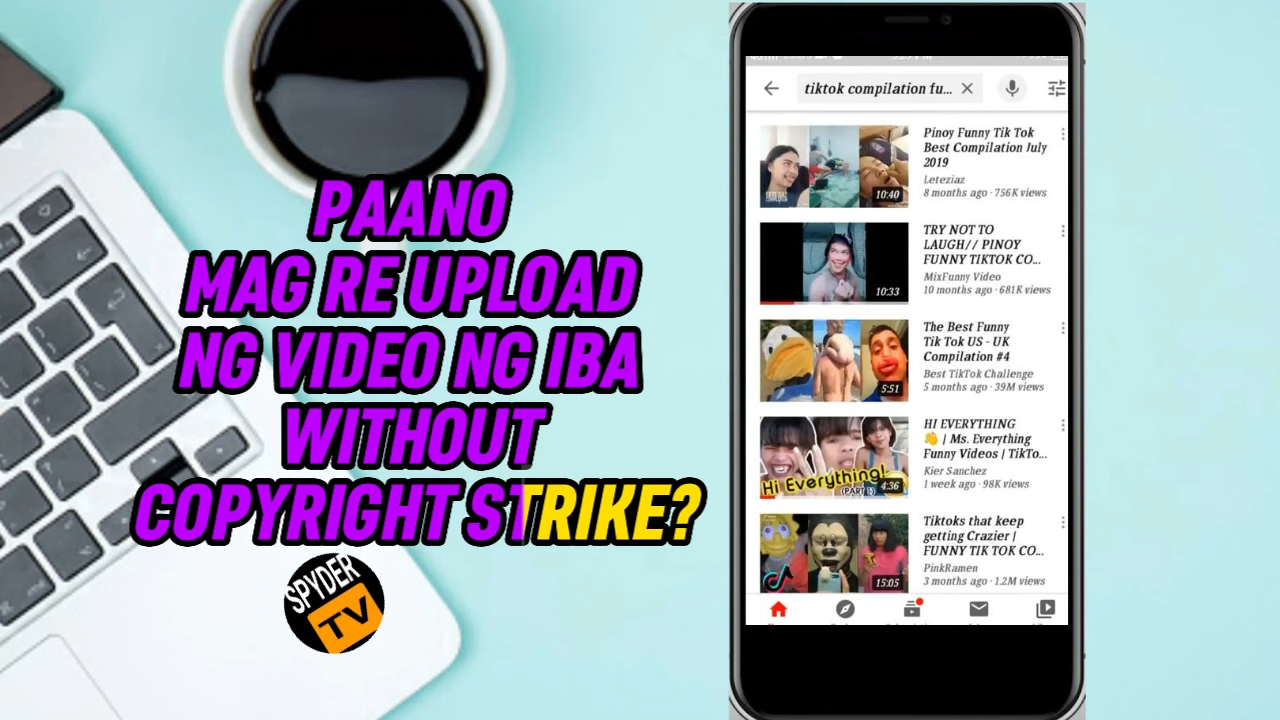 PAANO
MAG RE UPLOAD
NG VIDEO NG IBA
WITHOUT
COPYRIGHT STRIKE?
SPYDER
TV
tiktok compilation fu...
10:40
Pinoy Funny Tik Tok
Best Compilation July
2019
Leteziaz
8 months ago · 756K views
10:33
TRY NOT TO
LAUGH// PINOY
FUNNY TIKTOK CO...
MixFunny Video
10 months ago · 681K views
5:51
The Best Funny
Tik Tok US - UK
Compilation #4
Best TikTok Challenge
5 months ago · 39M views
Hi Everything!
(PART 1)
4:36
HI EVERYTHING
👋 | Ms. Everything
Funny Videos | TikTo...
Kier Sanchez
1 week ago · 98K views
15:05
Tiktoks that keep
getting Crazier |
FUNNY TIK TOK CO...
PinkRamen
3 months ago · 1.2M views